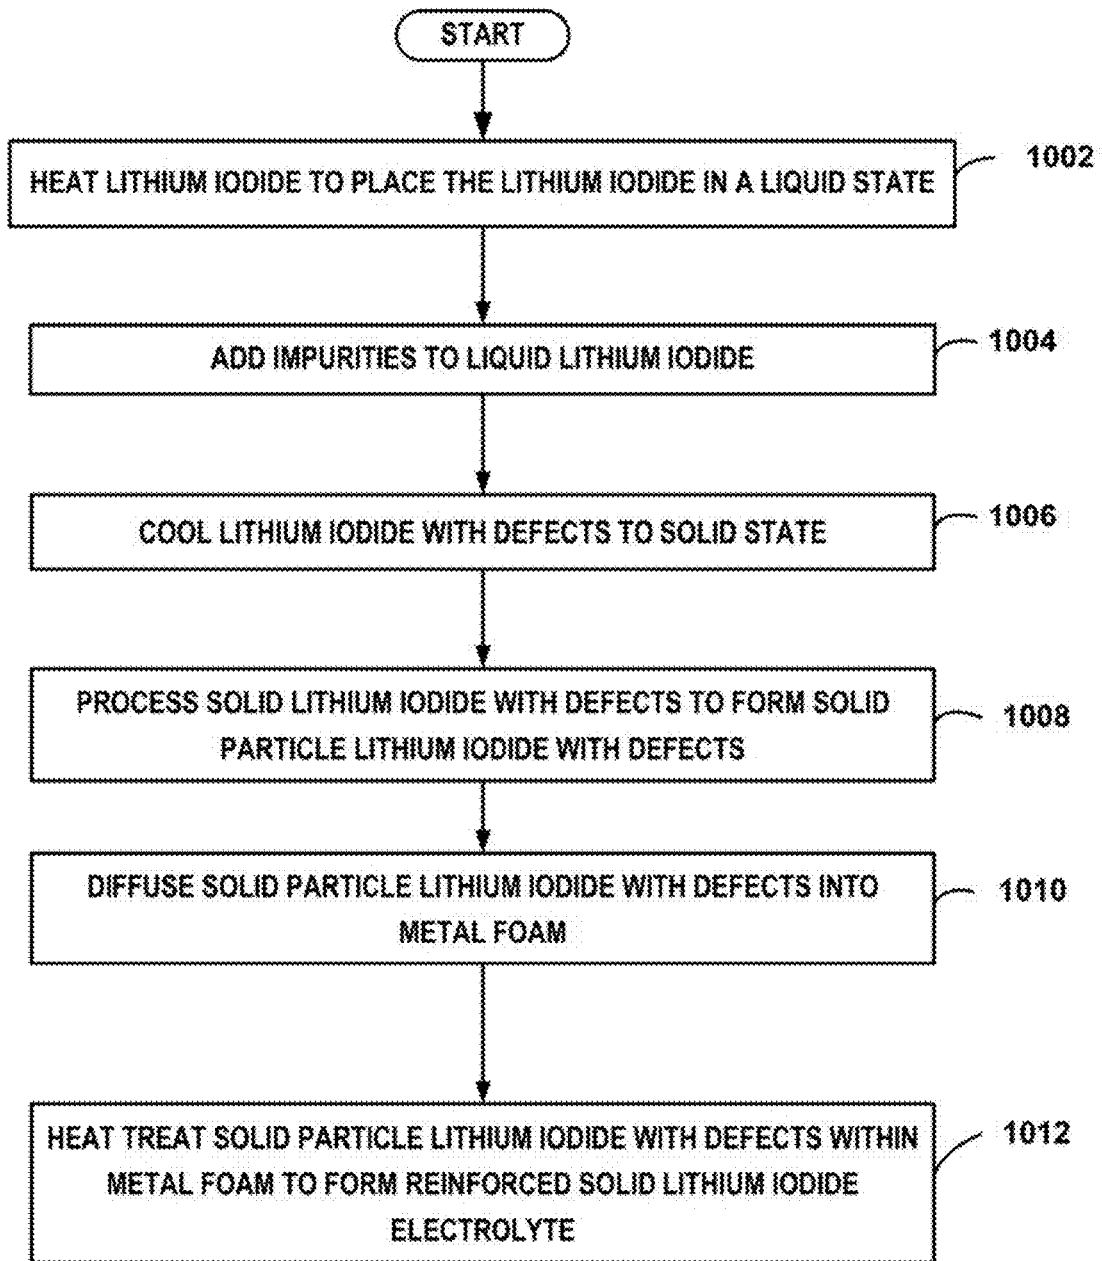 START
HEAT LITHIUM IODIDE TO PLACE THE LITHIUM IODIDE IN A LIQUID STATE
1002
ADD IMPURITIES TO LIQUID LITHIUM IODIDE
1004
COOL LITHIUM IODIDE WITH DEFECTS TO SOLID STATE
1006
PROCESS SOLID LITHIUM IODIDE WITH DEFECTS TO FORM SOLID
PARTICLE LITHIUM IODIDE WITH DEFECTS
1008
DIFFUSE SOLID PARTICLE LITHIUM IODIDE WITH DEFECTS INTO
METAL FOAM
1010
HEAT TREAT SOLID PARTICLE LITHIUM IODIDE WITH DEFECTS WITHIN
METAL FOAM TO FORM REINFORCED SOLID LITHIUM IODIDE
ELECTROLYTE
1012